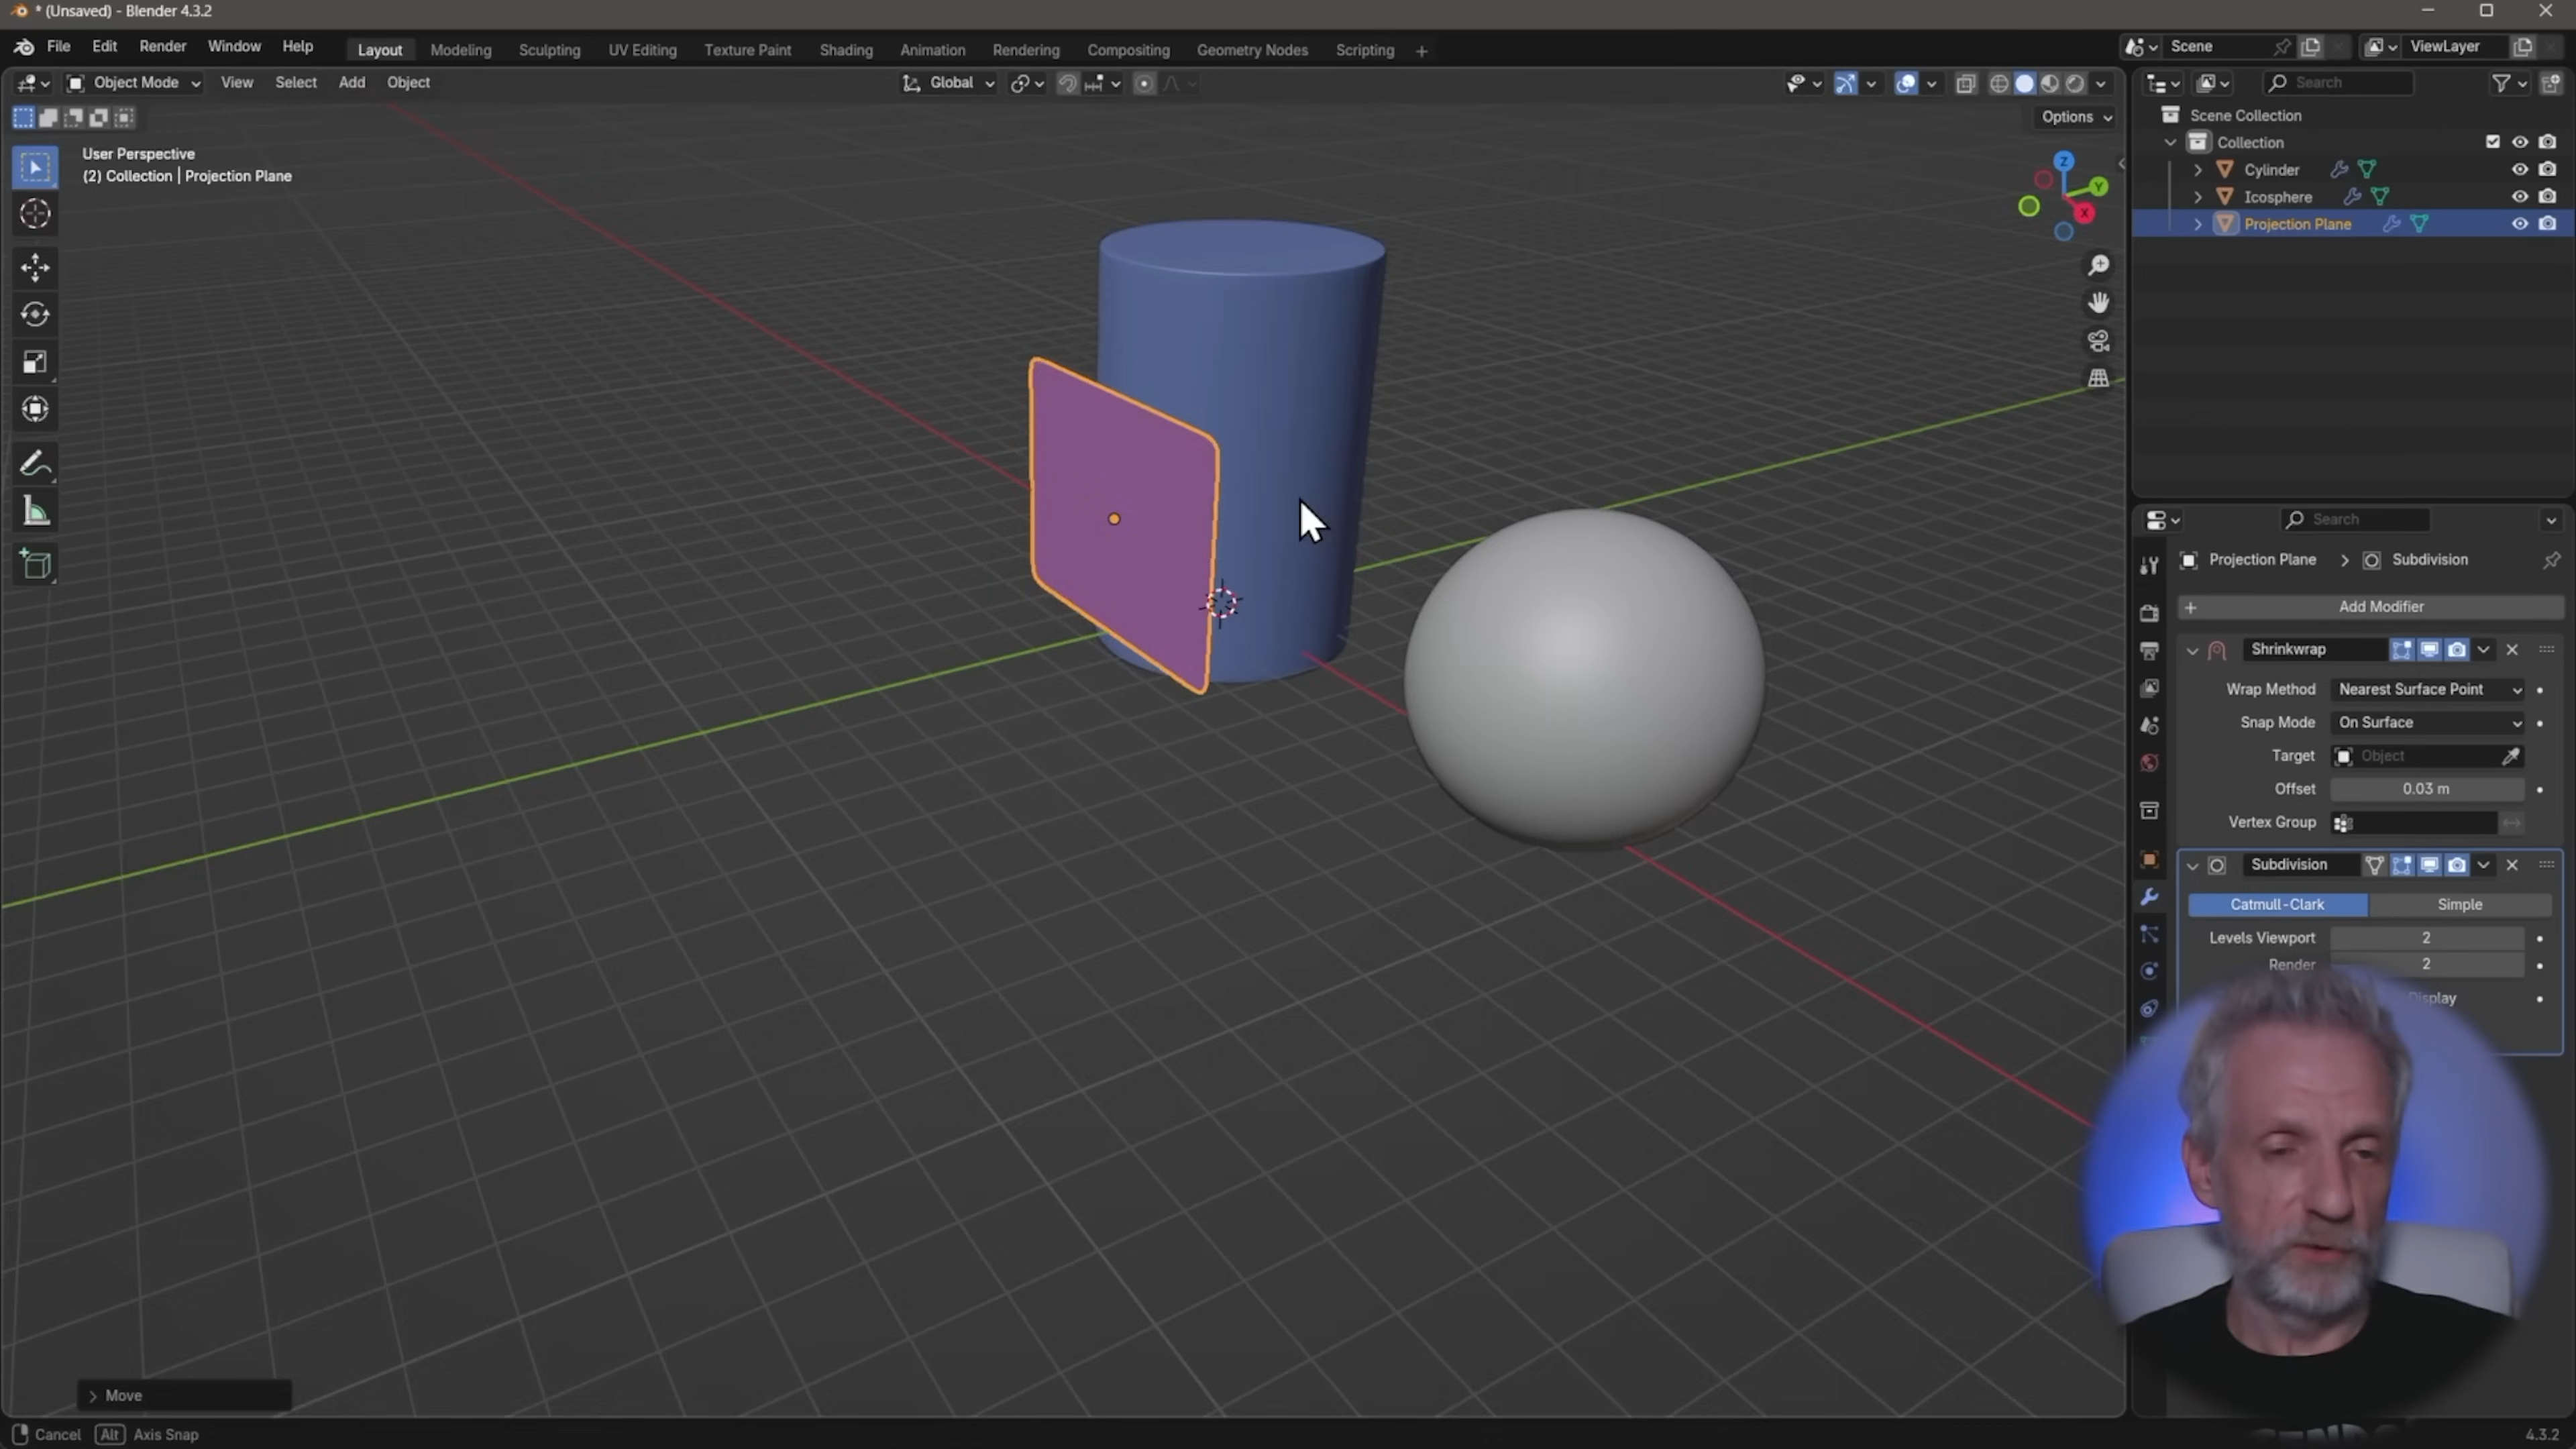 * (Unsaved) - Blender 4.3.2
File Edit Render Window Help Layout Modeling Sculpting UV Editing Texture Paint Shading Animation Rendering Compositing Geometry Nodes Scripting + Scene ViewLayer
Object Mode View Select Add Object Global Search
Options
User Perspective
(2) Collection | Projection Plane
Z
Y
X
Scene Collection
Collection
Cylinder
Icosphere
Projection Plane
Search
Projection Plane > Subdivision
+ Add Modifier
Shrinkwrap
Wrap Method Nearest Surface Point
Snap Mode On Surface
Target Object
Offset 0.03 m
Vertex Group
Subdivision
Catmull-Clark Simple
Levels Viewport 2
Render 2
Display
> Move
Cancel Alt Axis Snap
4.3.2